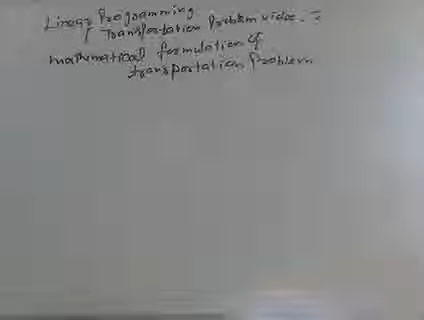 Linear Programming
Transportation Problem video.
mathematical formulation of
transportation Problem